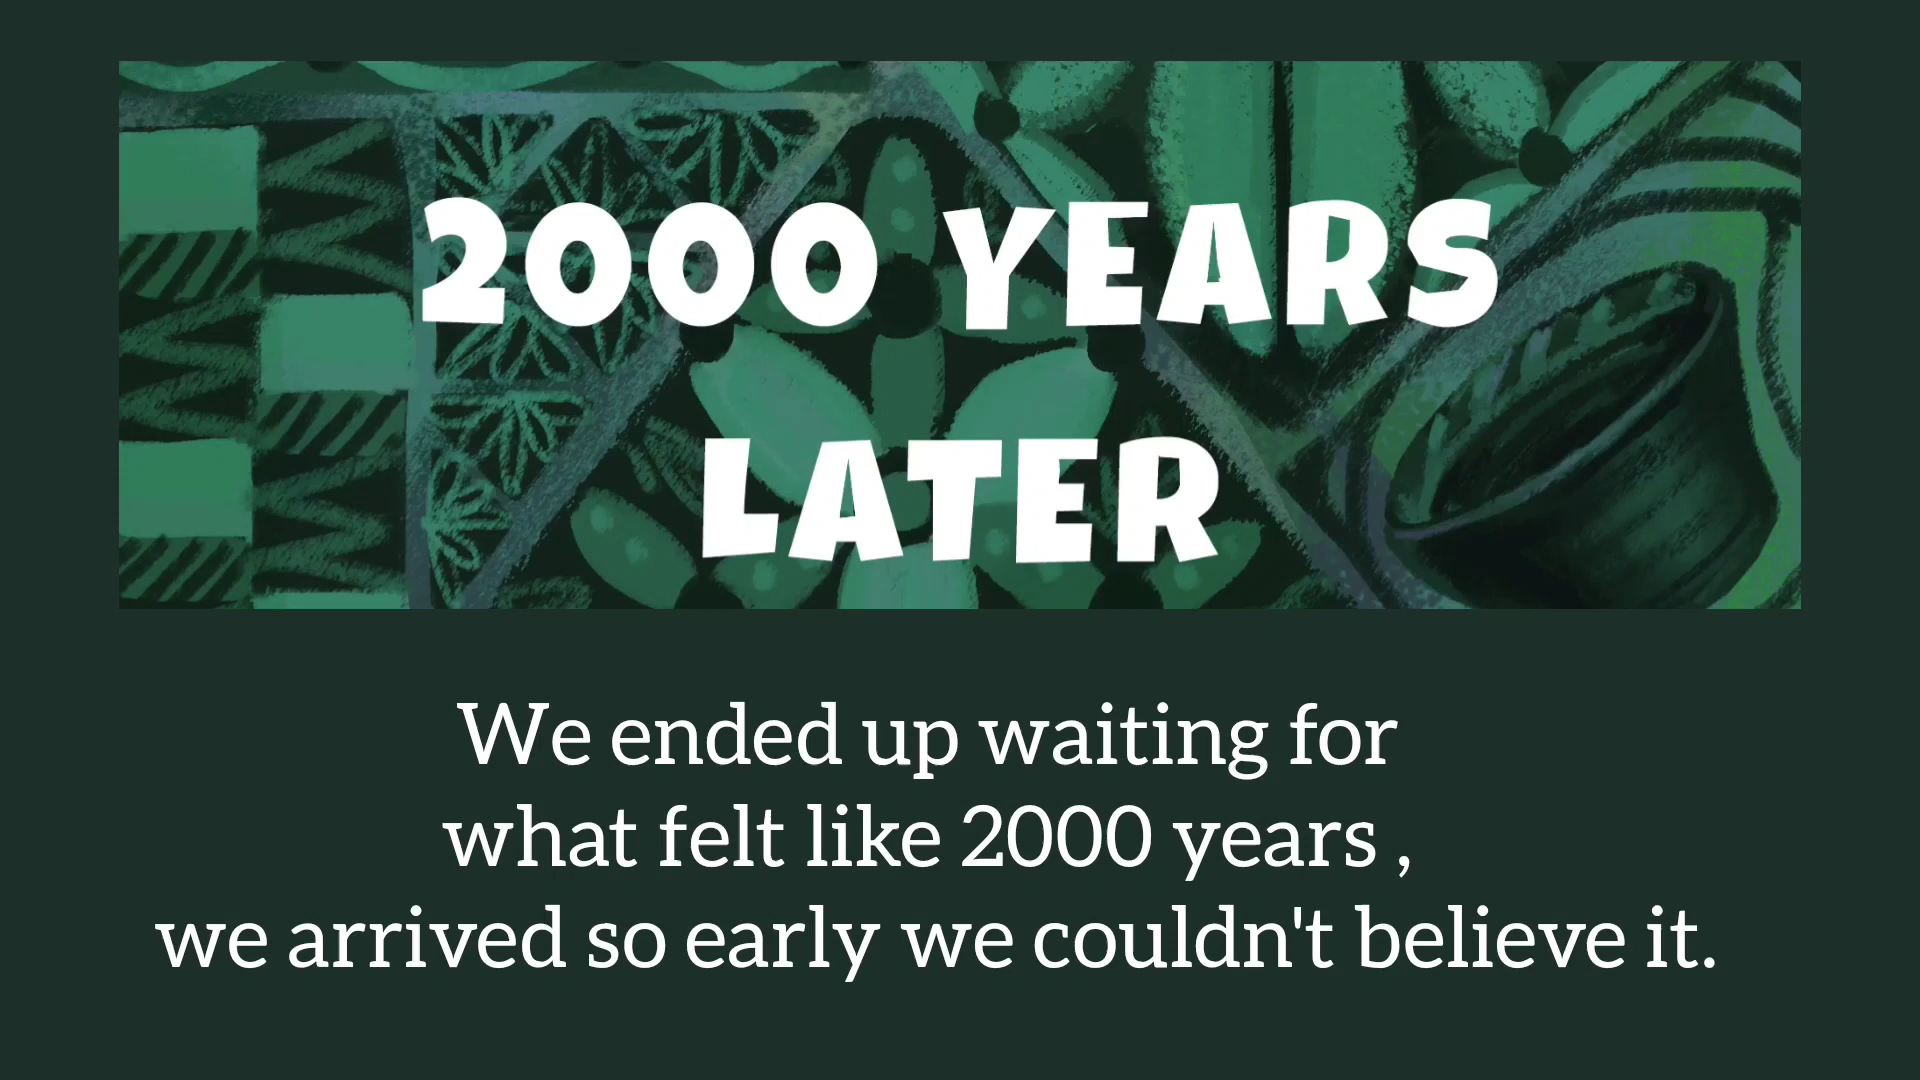 2000 YEARS
LATER
We ended up waiting for
what felt like 2000 years ,
we arrived so early we couldn't believe it.